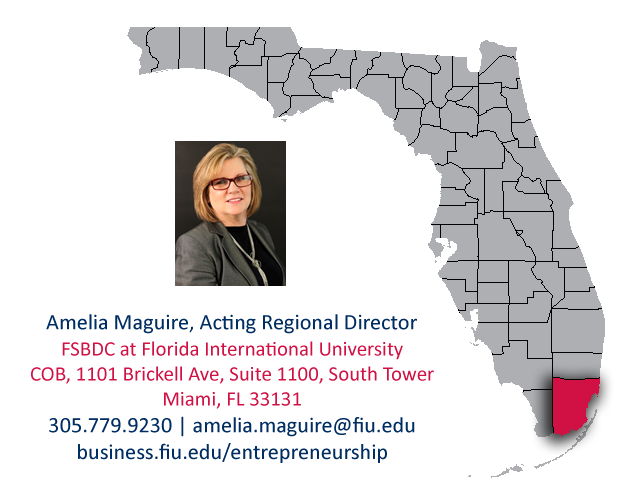 Amelia Maguire, Acting Regional Director
FSBDC at Florida International University
COB, 1101 Brickell Ave, Suite 1100, South Tower
Miami, FL 33131
305.779.9230 | amelia.maguire@fiu.edu
business.fiu.edu/entrepreneurship